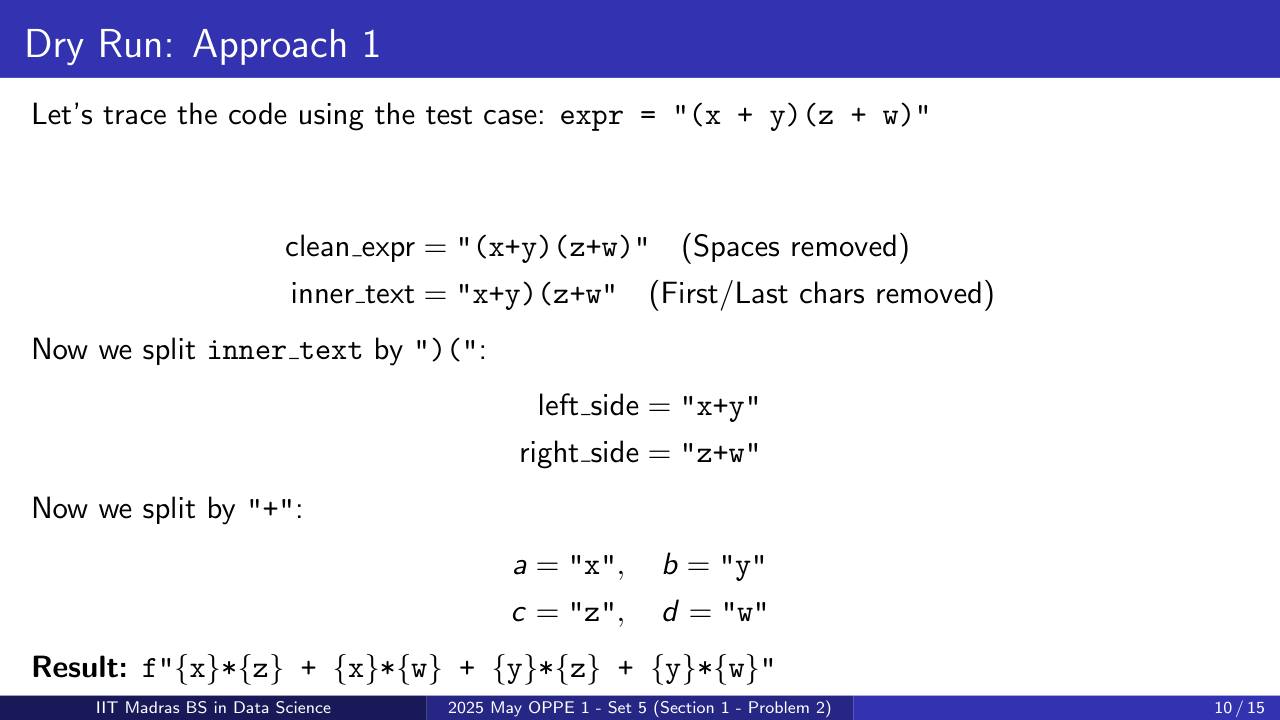 Dry Run: Approach 1
Let's trace the code using the test case: expr = "(x + y)(z + w)"
clean_expr = "(x+y)(z+w)" (Spaces removed)
inner_text = "x+y)(z+w" (First/Last chars removed)
Now we split inner_text by ")(":
left_side = "x+y"
right_side = "z+w"
Now we split by "+":
a = "x", b = "y"
c = "z", d = "w"
Result: f"{x}*{z} + {x}*{w} + {y}*{z} + {y}*{w}"
IIT Madras BS in Data Science 2025 May OPPE 1 - Set 5 (Section 1 - Problem 2) 10 / 15